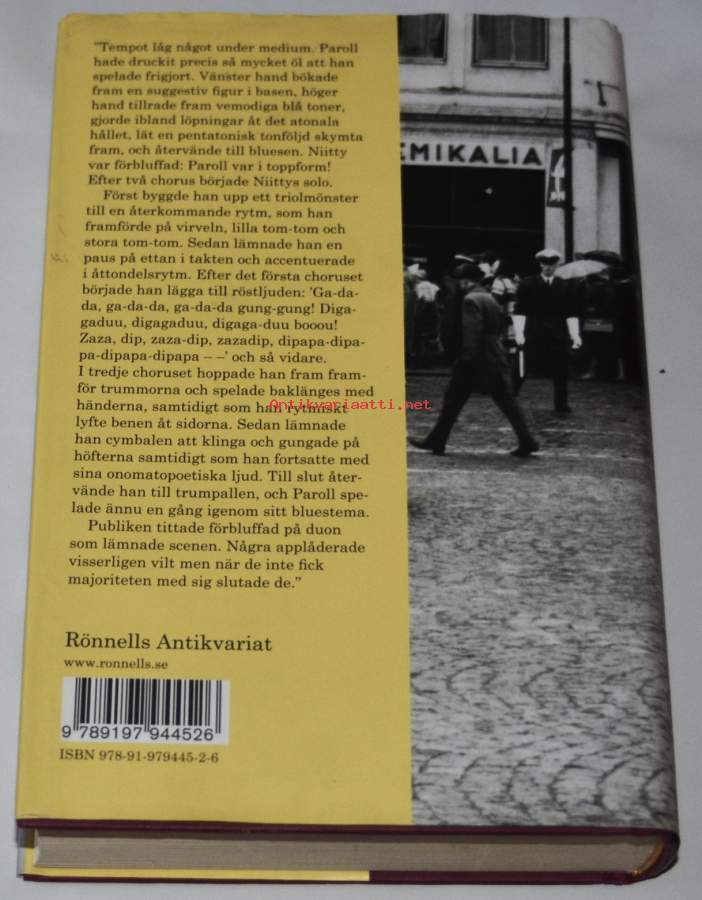 "Tempot låg något under medium. Paroll
hade druckit precis så mycket öl att han
spelade frigjort. Vänster hand bökade
fram en suggestiv figur i basen, höger
hand tillrade fram vemodiga blå toner,
gjorde ibland löpningar åt det atonala
hållet, lät en pentatonisk tonföljd skymta
fram, och återvände till bluesen. Niitty
var förbluffad: Paroll var i toppform!
Efter två chorus började Niittys solo.
Först byggde han upp ett triolmönster
till en återkommande rytm, som han
framförde på virveln, lilla tom-tom och
stora tom-tom. Sedan lämnade han en
paus på ettan i takten och accentuerade
i åttondelsrytm. Efter det första choruset
började han lägga till röstljuden: 'Ga-da-
da, ga-da-da, ga-da-da gung-gung! Diga-
gaduu, digagaduu, digaga-duu booou!
Zaza, dip, zaza-dip, zazadip, dipapa-dipa-
pa-dipapa-dipapa – –' och så vidare.
I tredje choruset hoppade han fram fram-
för trummorna och spelade baklänges med
händerna, samtidigt som han rytmiskt
lyfte benen åt sidorna. Sedan lämnade
han cymbalen att klinga och gungade på
höfterna samtidigt som han fortsatte med
sina onomatopoetiska ljud. Till slut åter-
vände han till trumpallen, och Paroll spe-
lade ännu en gång igenom sitt bluestema.
Publiken tittade förbluffad på duon
som lämnade scenen. Några applåderade
visserligen vilt men när de inte fick
majoriteten med sig slutade de."
Rönnells Antikvariat
www.ronnells.se
9 789197 944526
ISBN 978-91-979445-2-6
EMIKALIA
4
Antikvariaatti.net